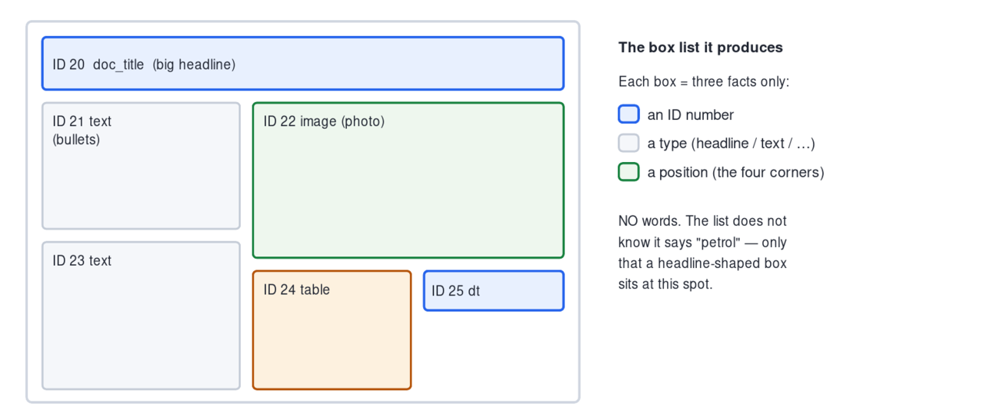 ID 20 doc_title (big headline)
ID 21 text
(bullets)
ID 22 image (photo)
ID 23 text
ID 24 table
ID 25 dt
The box list it produces
Each box = three facts only:
an ID number
a type (headline / text / …)
a position (the four corners)
NO words. The list does not
know it says "petrol" — only
that a headline-shaped box
sits at this spot.